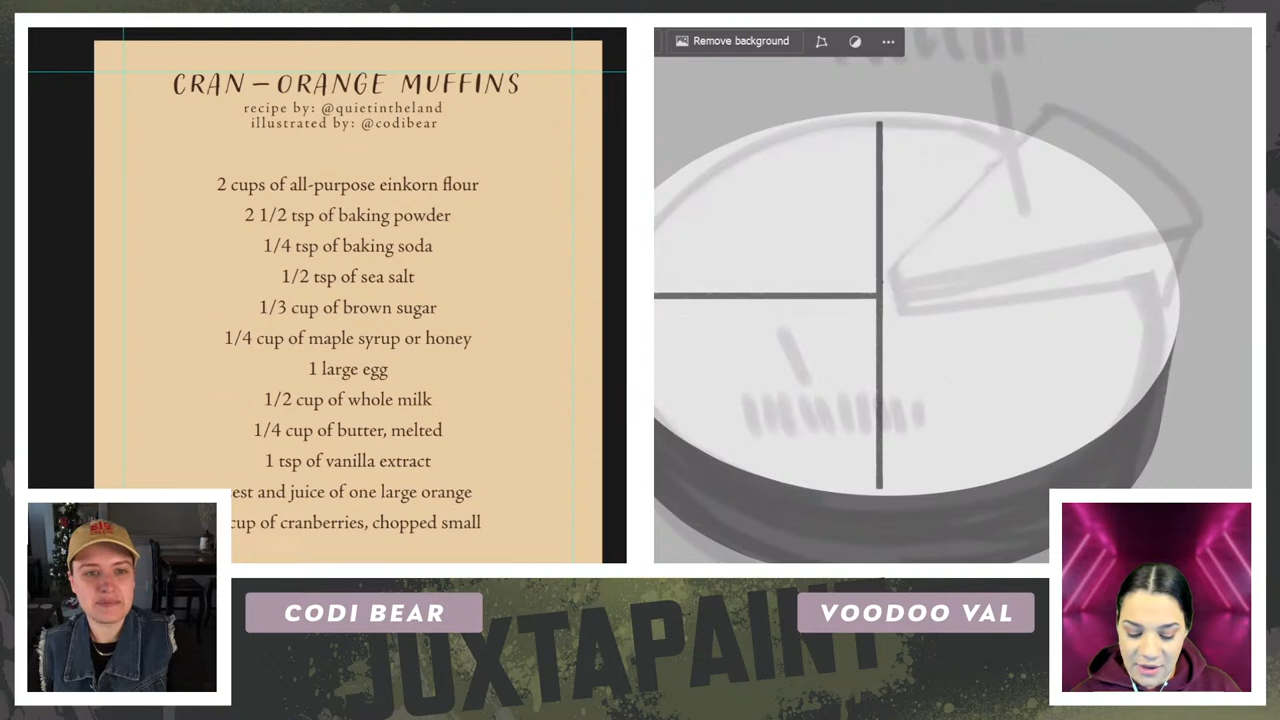 CRAN – ORANGE MUFFINS
recipe by: @quietintheland
illustrated by: @codibear
2 cups of all-purpose einkorn flour
2 1/2 tsp of baking powder
1/4 tsp of baking soda
1/2 tsp of sea salt
1/3 cup of brown sugar
1/4 cup of maple syrup or honey
1 large egg
1/2 cup of whole milk
1/4 cup of butter, melted
1 tsp of vanilla extract
and juice of one large orange
cup of cranberries, chopped small
Remove background
CODI BEAR
VOODOO VAL
JUXTAPAINT